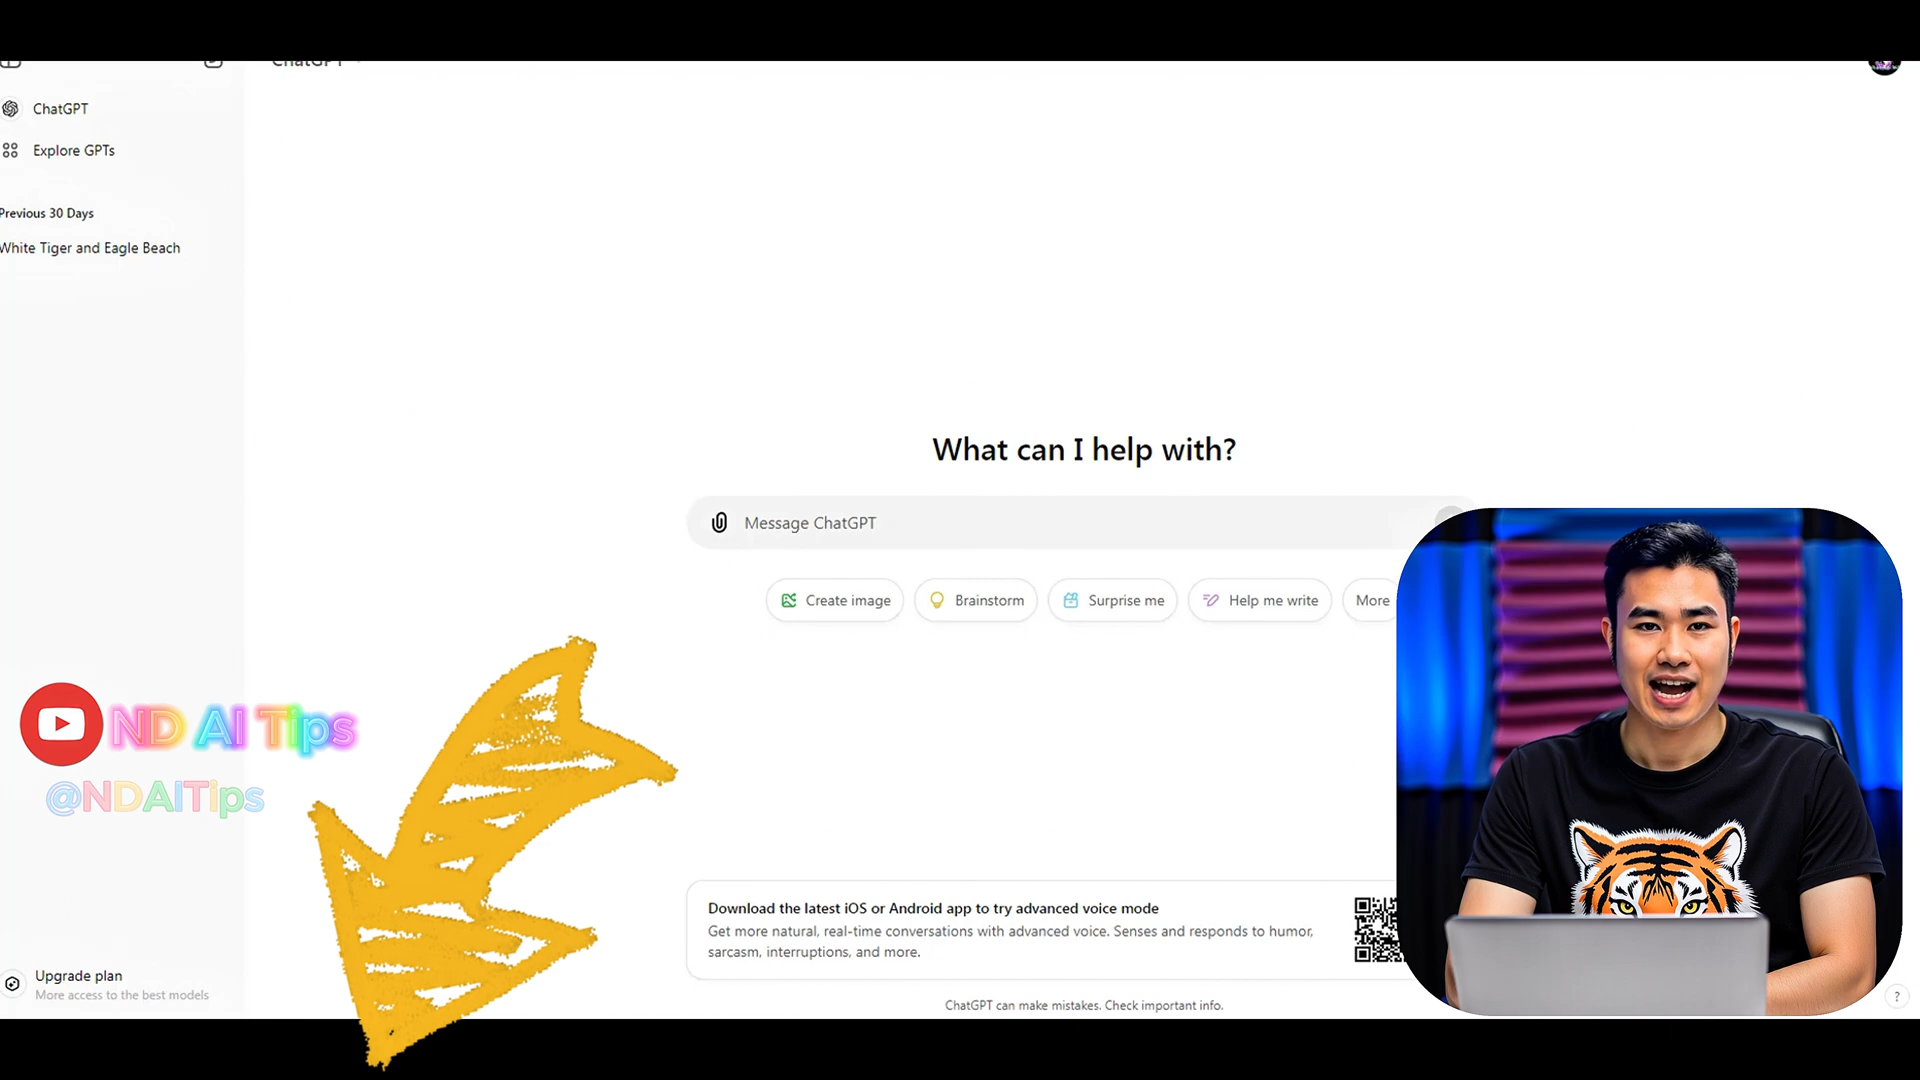 ChatGPT
ChatGPT
Explore GPTs
Previous 30 Days
White Tiger and Eagle Beach
What can I help with?
Message ChatGPT
Create image
Brainstorm
Surprise me
Help me write
More
ND AI Tips
@NDAITips
Download the latest iOS or Android app to try advanced voice mode
Get more natural, real-time conversations with advanced voice. Senses and responds to humor,
sarcasm, interruptions, and more.
Upgrade plan
More access to the best models
ChatGPT can make mistakes. Check important info.
?